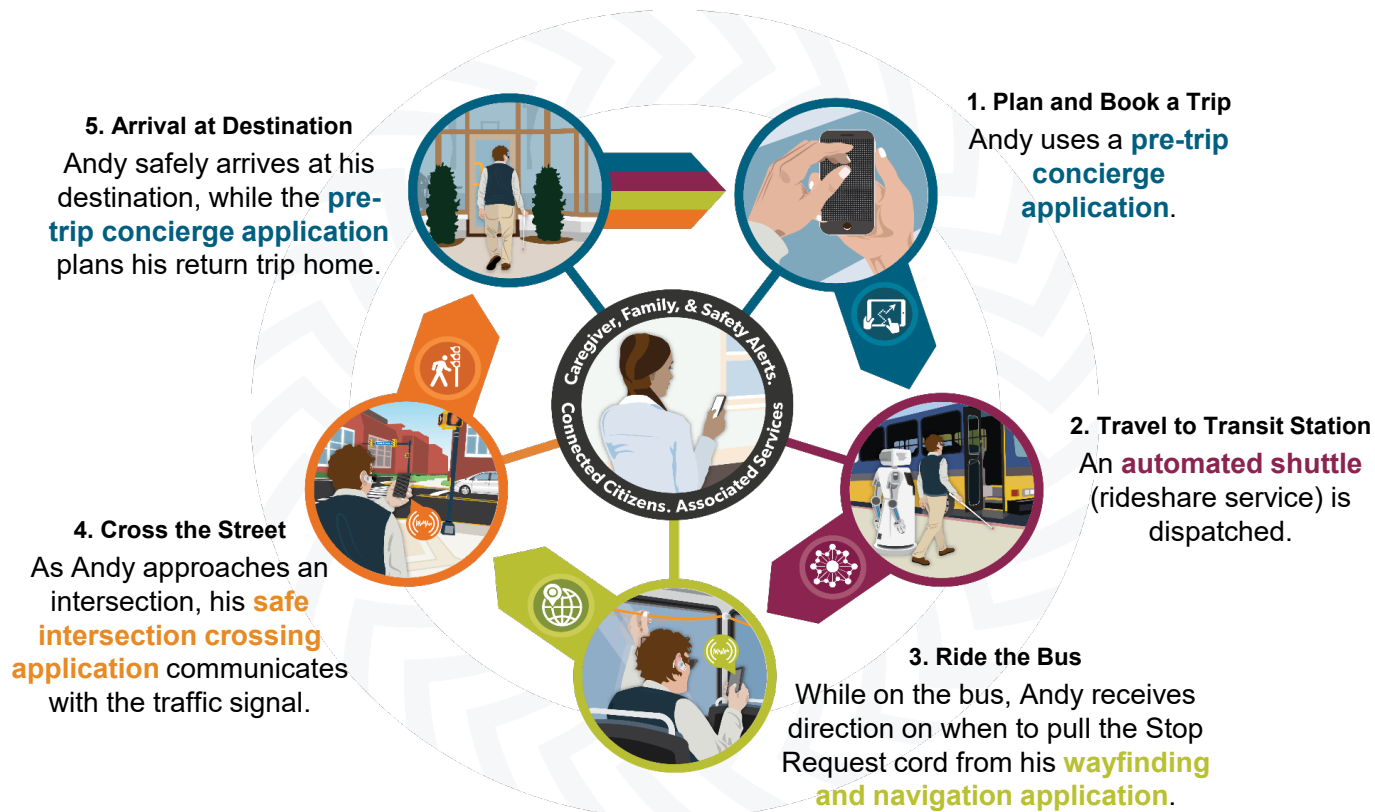 1. Plan and Book a Trip
Andy uses a pre-trip
concierge
application.
2. Travel to Transit Station
An automated shuttle
(rideshare service) is
dispatched.
3. Ride the Bus
While on the bus, Andy receives
direction on when to pull the Stop
Request cord from his wayfinding
and navigation application.
4. Cross the Street
As Andy approaches an
intersection, his safe
intersection crossing
application communicates
with the traffic signal.
5. Arrival at Destination
Andy safely arrives at his
destination, while the pre-
trip concierge application
plans his return trip home.
Caregiver, Family, & Safety Alerts.
Connected Citizens. Associated Services